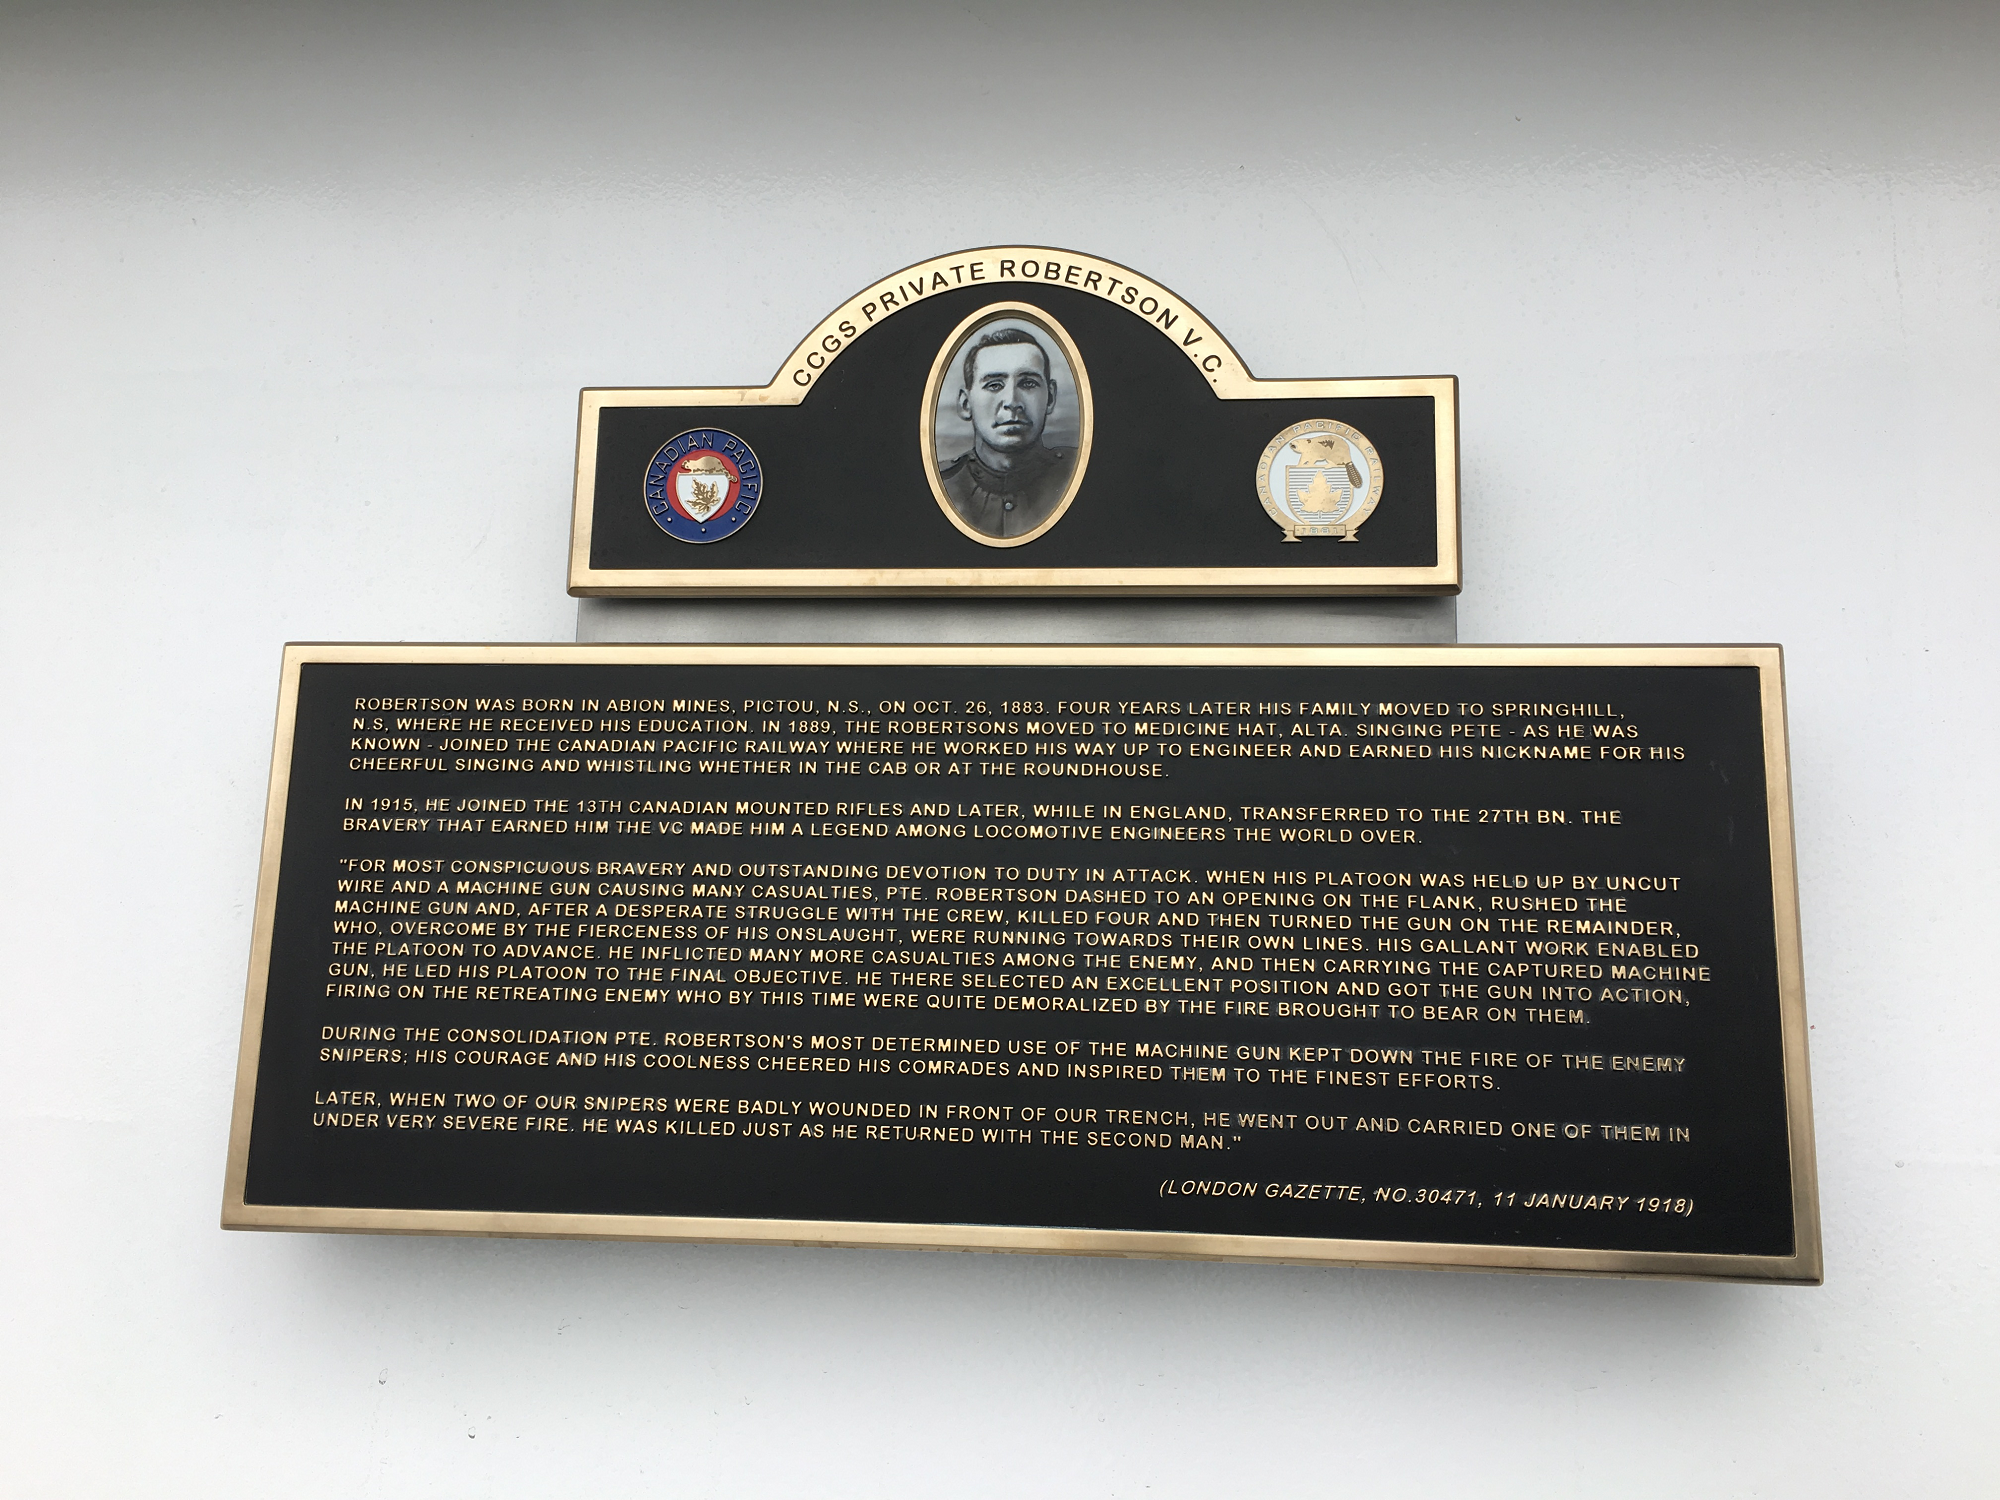 CCGS PRIVATE ROBERTSON V.C.
CANADIAN PACIFIC
CANADIAN PACIFIC RAILWAY
1881
ROBERTSON WAS BORN IN ABION MINES, PICTOU, N.S., ON OCT. 26, 1883. FOUR YEARS LATER HIS FAMILY MOVED TO SPRINGHILL,
N.S, WHERE HE RECEIVED HIS EDUCATION. IN 1889, THE ROBERTSONS MOVED TO MEDICINE HAT, ALTA. SINGING PETE - AS HE WAS
KNOWN - JOINED THE CANADIAN PACIFIC RAILWAY WHERE HE WORKED HIS WAY UP TO ENGINEER AND EARNED HIS NICKNAME FOR HIS
CHEERFUL SINGING AND WHISTLING WHETHER IN THE CAB OR AT THE ROUNDHOUSE.
IN 1915, HE JOINED THE 13TH CANADIAN MOUNTED RIFLES AND LATER, WHILE IN ENGLAND, TRANSFERRED TO THE 27TH BN. THE
BRAVERY THAT EARNED HIM THE VC MADE HIM A LEGEND AMONG LOCOMOTIVE ENGINEERS THE WORLD OVER.
"FOR MOST CONSPICUOUS BRAVERY AND OUTSTANDING DEVOTION TO DUTY IN ATTACK. WHEN HIS PLATOON WAS HELD UP BY UNCUT
WIRE AND A MACHINE GUN CAUSING MANY CASUALTIES, PTE. ROBERTSON DASHED TO AN OPENING ON THE FLANK, RUSHED THE
MACHINE GUN AND, AFTER A DESPERATE STRUGGLE WITH THE CREW, KILLED FOUR AND THEN TURNED THE GUN ON THE REMAINDER,
WHO, OVERCOME BY THE FIERCENESS OF HIS ONSLAUGHT, WERE RUNNING TOWARDS THEIR OWN LINES. HIS GALLANT WORK ENABLED
THE PLATOON TO ADVANCE. HE INFLICTED MANY MORE CASUALTIES AMONG THE ENEMY, AND THEN CARRYING THE CAPTURED MACHINE
GUN, HE LED HIS PLATOON TO THE FINAL OBJECTIVE. HE THERE SELECTED AN EXCELLENT POSITION AND GOT THE GUN INTO ACTION,
FIRING ON THE RETREATING ENEMY WHO BY THIS TIME WERE QUITE DEMORALIZED BY THE FIRE BROUGHT TO BEAR ON THEM.
DURING THE CONSOLIDATION PTE. ROBERTSON'S MOST DETERMINED USE OF THE MACHINE GUN KEPT DOWN THE FIRE OF THE ENEMY
SNIPERS; HIS COURAGE AND HIS COOLNESS CHEERED HIS COMRADES AND INSPIRED THEM TO THE FINEST EFFORTS.
LATER, WHEN TWO OF OUR SNIPERS WERE BADLY WOUNDED IN FRONT OF OUR TRENCH, HE WENT OUT AND CARRIED ONE OF THEM IN
UNDER VERY SEVERE FIRE. HE WAS KILLED JUST AS HE RETURNED WITH THE SECOND MAN."
(LONDON GAZETTE, NO.30471, 11 JANUARY 1918)